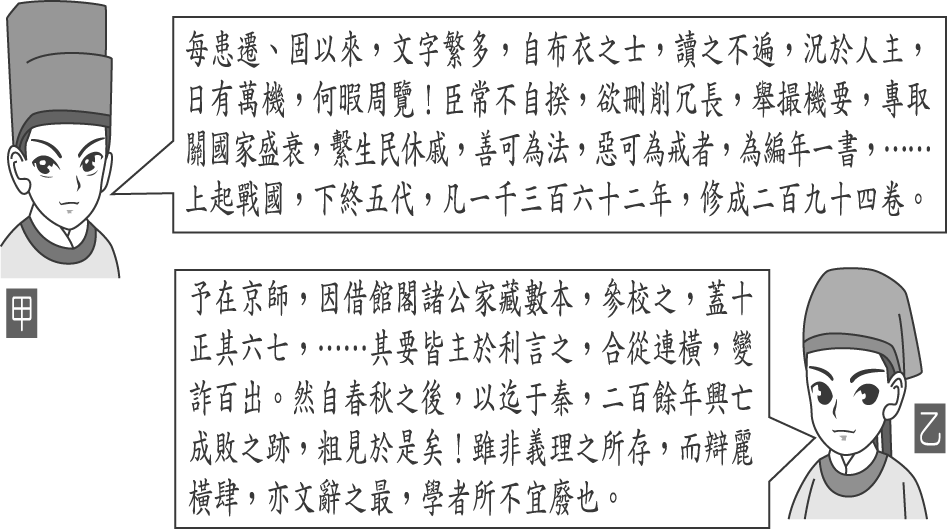 每患遷、固以來，文字繁多，自布衣之士，讀之不遍，況於人主，
日有萬機，何暇周覽！臣常不自揆，欲刪削冗長，舉撮機要，專取
關國家盛衰，繫生民休戚，善可為法，惡可為戒者，為編年一書，……
上起戰國，下終五代，凡一千三百六十二年，修成二百九十四卷。
甲
予在京師，因借館閣諸公家藏數本，參校之，蓋十
正其六七，……其要皆主於利言之，合從連橫，變
詐百出。然自春秋之後，以迄于秦，二百餘年興亡
成敗之跡，粗見於是矣！雖非義理之所存，而辯麗
橫肆，亦文辭之最，學者所不宜廢也。
乙